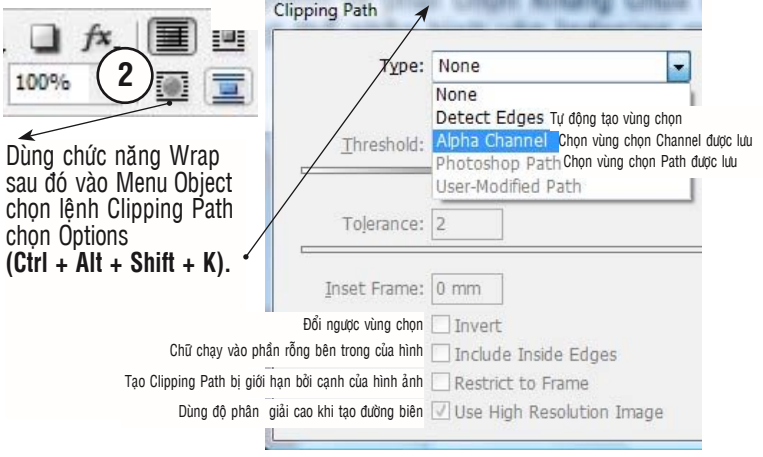 Clipping Path
fx
100%
2
Dùng chức năng Wrap
sau đó vào Menu Object
chọn lệnh Clipping Path
chọn Options
(Ctrl + Alt + Shift + K).
Type: None
None
Detect Edges Tự động tạo vùng chọn
Alpha Channel Chọn vùng chọn Channel được lưu
Photoshop Path Chọn vùng chọn Path được lưu
User-Modified Path
Threshold:
Tolerance: 2
Inset Frame: 0 mm
Đổi ngược vùng chọn Invert
Chữ chạy vào phần rỗng bên trong của hình Include Inside Edges
Tạo Clipping Path bị giới hạn bởi cạnh của hình ảnh Restrict to Frame
Dùng độ phân giải cao khi tạo đường biên Use High Resolution Image